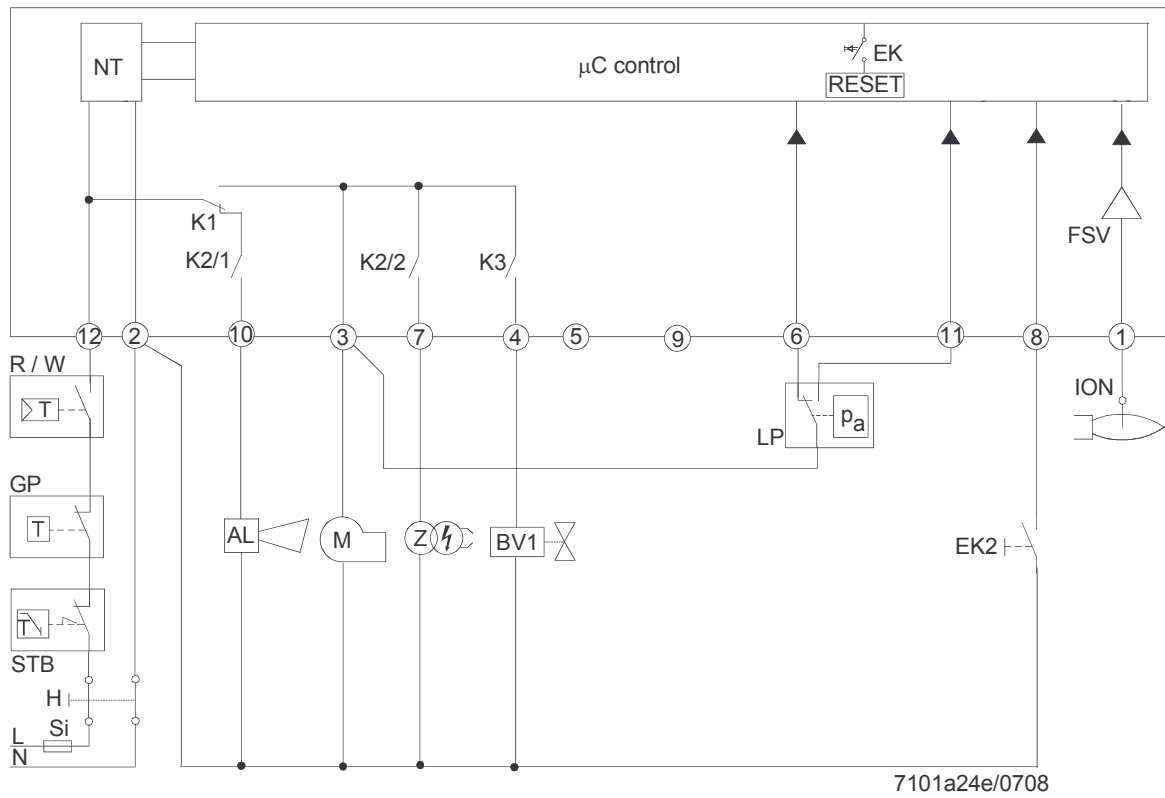 NT
μC control
EK
RESET
K1
K2/1
K2/2
K3
FSV
12
2
10
3
7
4
5
9
6
11
8
1
R / W
T
ION
LP
pa
GP
T
AL
M
Z
BV1
EK2
T
STB
H
Si
L
N
7101a24e/0708